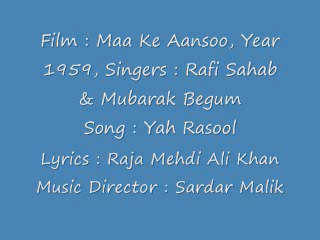 Film : Maa Ke Aansoo, Year
1959, Singers : Rafi Sahab
& Mubarak Begum
Song : Yah Rasool
Lyrics : Raja Mehdi Ali Khan
Music Director : Sardar Malik